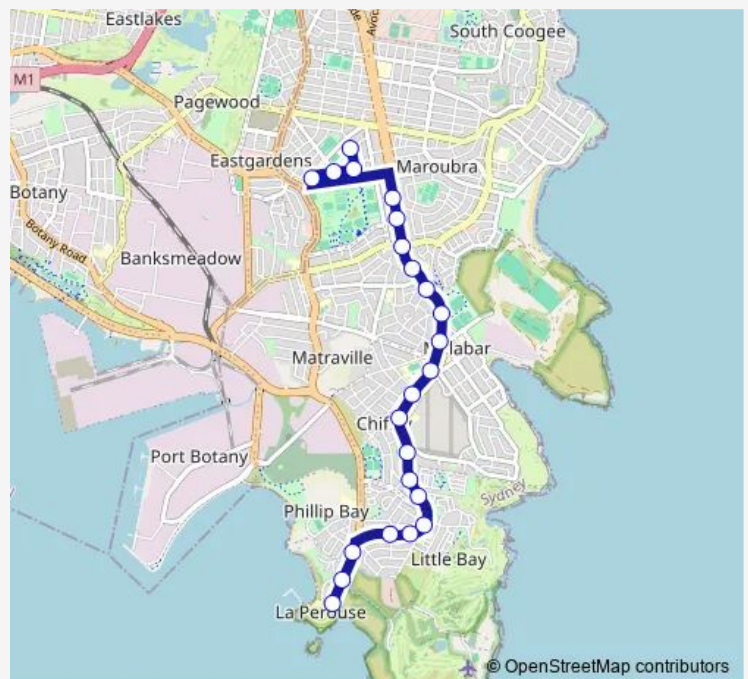 Eastlakes
Avoca
South Coogee
M1
Pagewood
Eastgardens
Maroubra
Botany
Botany Road
Banksmeadow
Matraville
Port Botany
Sydney
Phillip Bay
Little Bay
La Perouse
© OpenStreetMap contributors